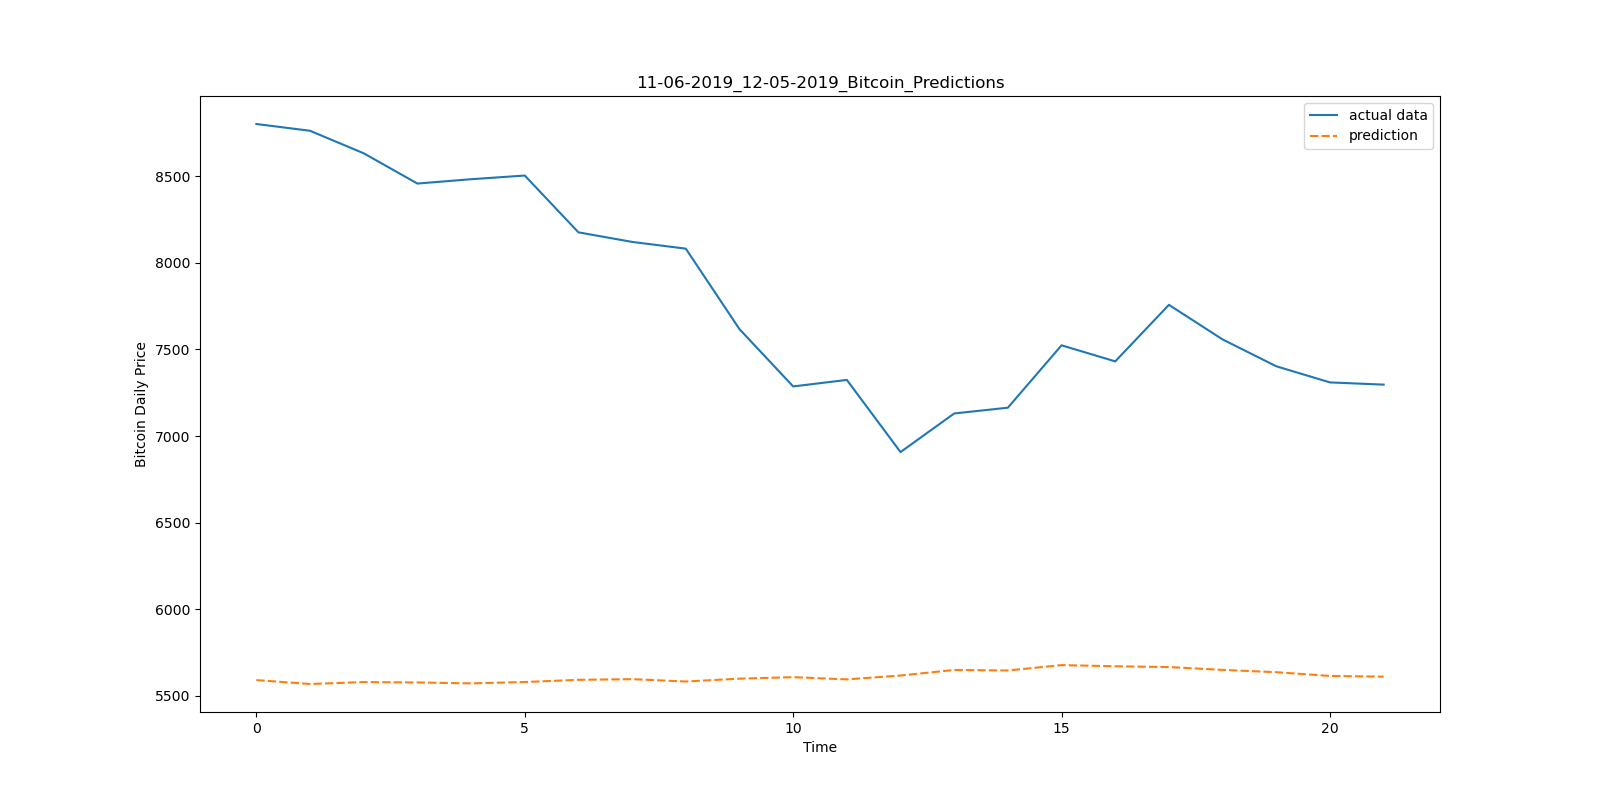 11-06-2019_12-05-2019_Bitcoin_Predictions
actual data
prediction
8500
8000
7500
7000
6500
6000
5500
Bitcoin Daily Price
0 5 10 15 20
Time